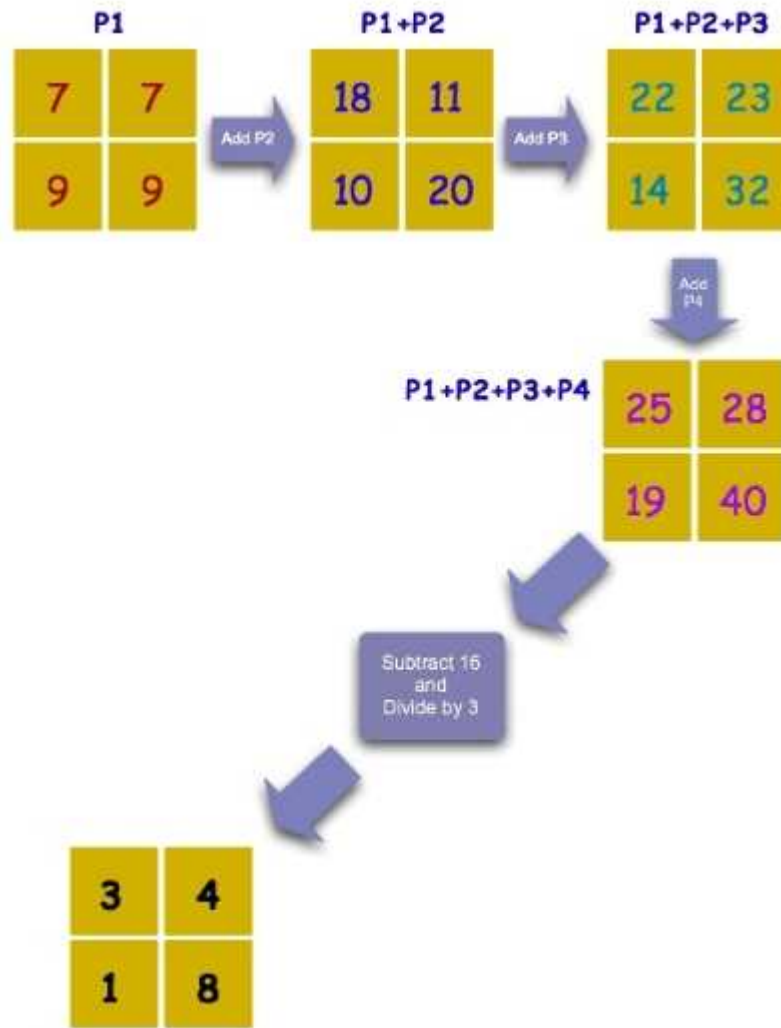 P1 P1+P2 P1+P2+P3
7 7 18 11 22 23
Add P2 Add P3
9 9 10 20 14 32
Add
P4
P1+P2+P3+P4
25 28
19 40
Subtract 16
and
Divide by 3
3 4
1 8